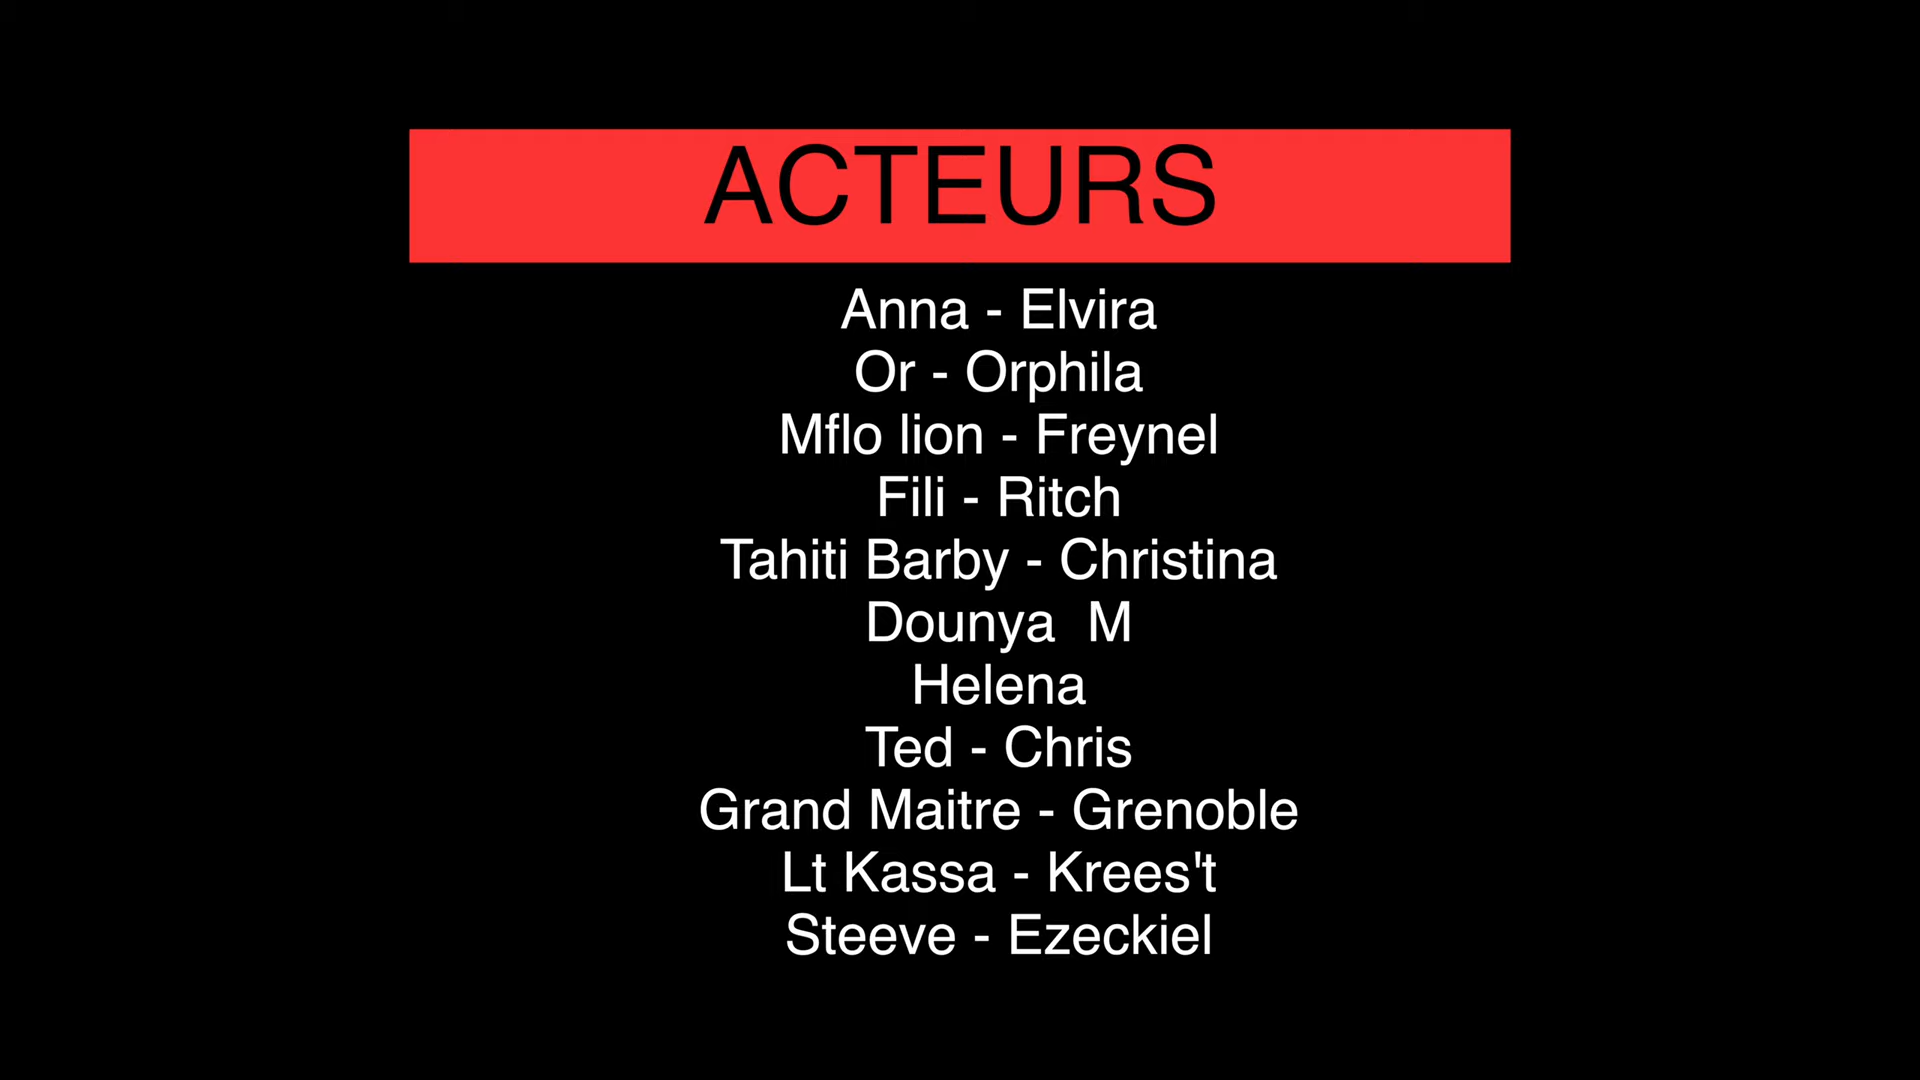 ACTEURS
Anna - Elvira
Or - Orphila
Mflo lion - Freynel
Fili - Ritch
Tahiti Barby - Christina
Dounya  M
Helena
Ted - Chris
Grand Maitre - Grenoble
Lt Kassa - Krees't
Steeve - Ezeckiel